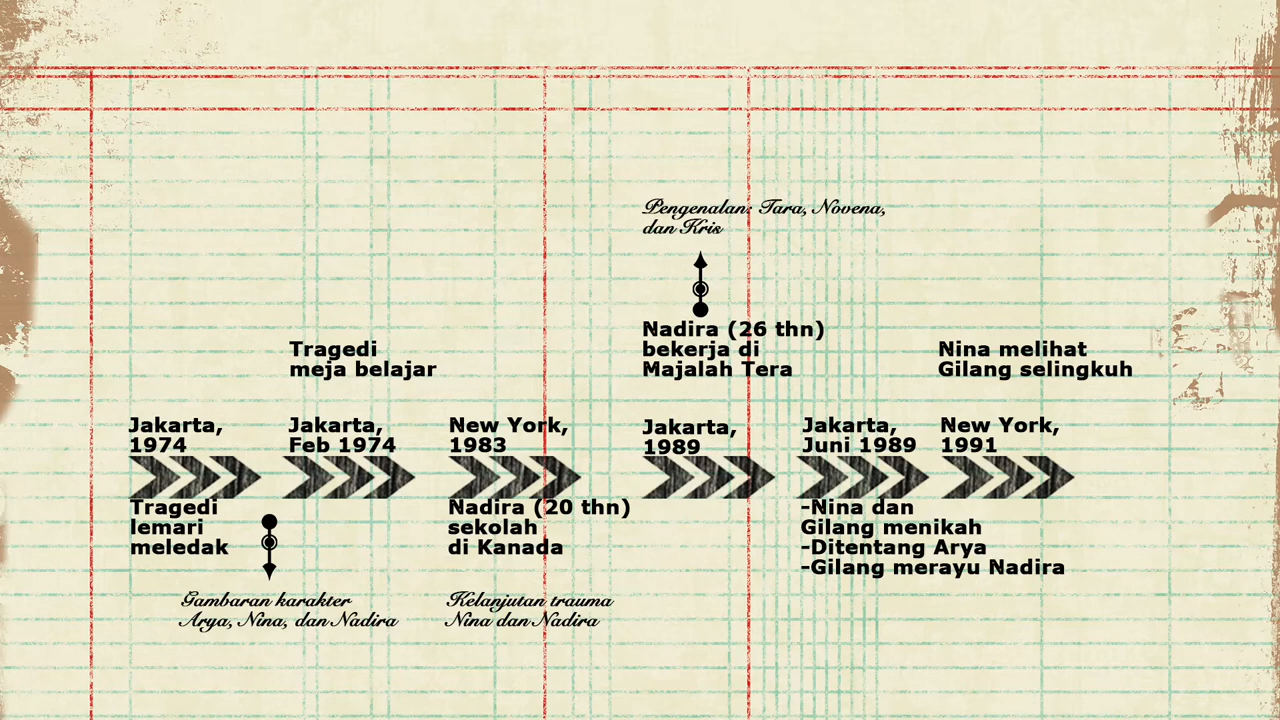 Pengenalan: Tara, Novena,
dan Kris
Nadira (26 thn)
bekerja di
Majalah Tera
Tragedi
meja belajar
Nina melihat
Gilang selingkuh
Jakarta,
1974
Jakarta,
Feb 1974
New York,
1983
Jakarta,
1989
Jakarta,
Juni 1989
New York,
1991
Tragedi
lemari
meledak
Nadira (20 thn)
sekolah
di Kanada
-Nina dan
Gilang menikah
-Ditentang Arya
-Gilang merayu Nadira
Gambaran karakter
Arya, Nina, dan Nadira
Kelanjutan trauma
Nina dan Nadira